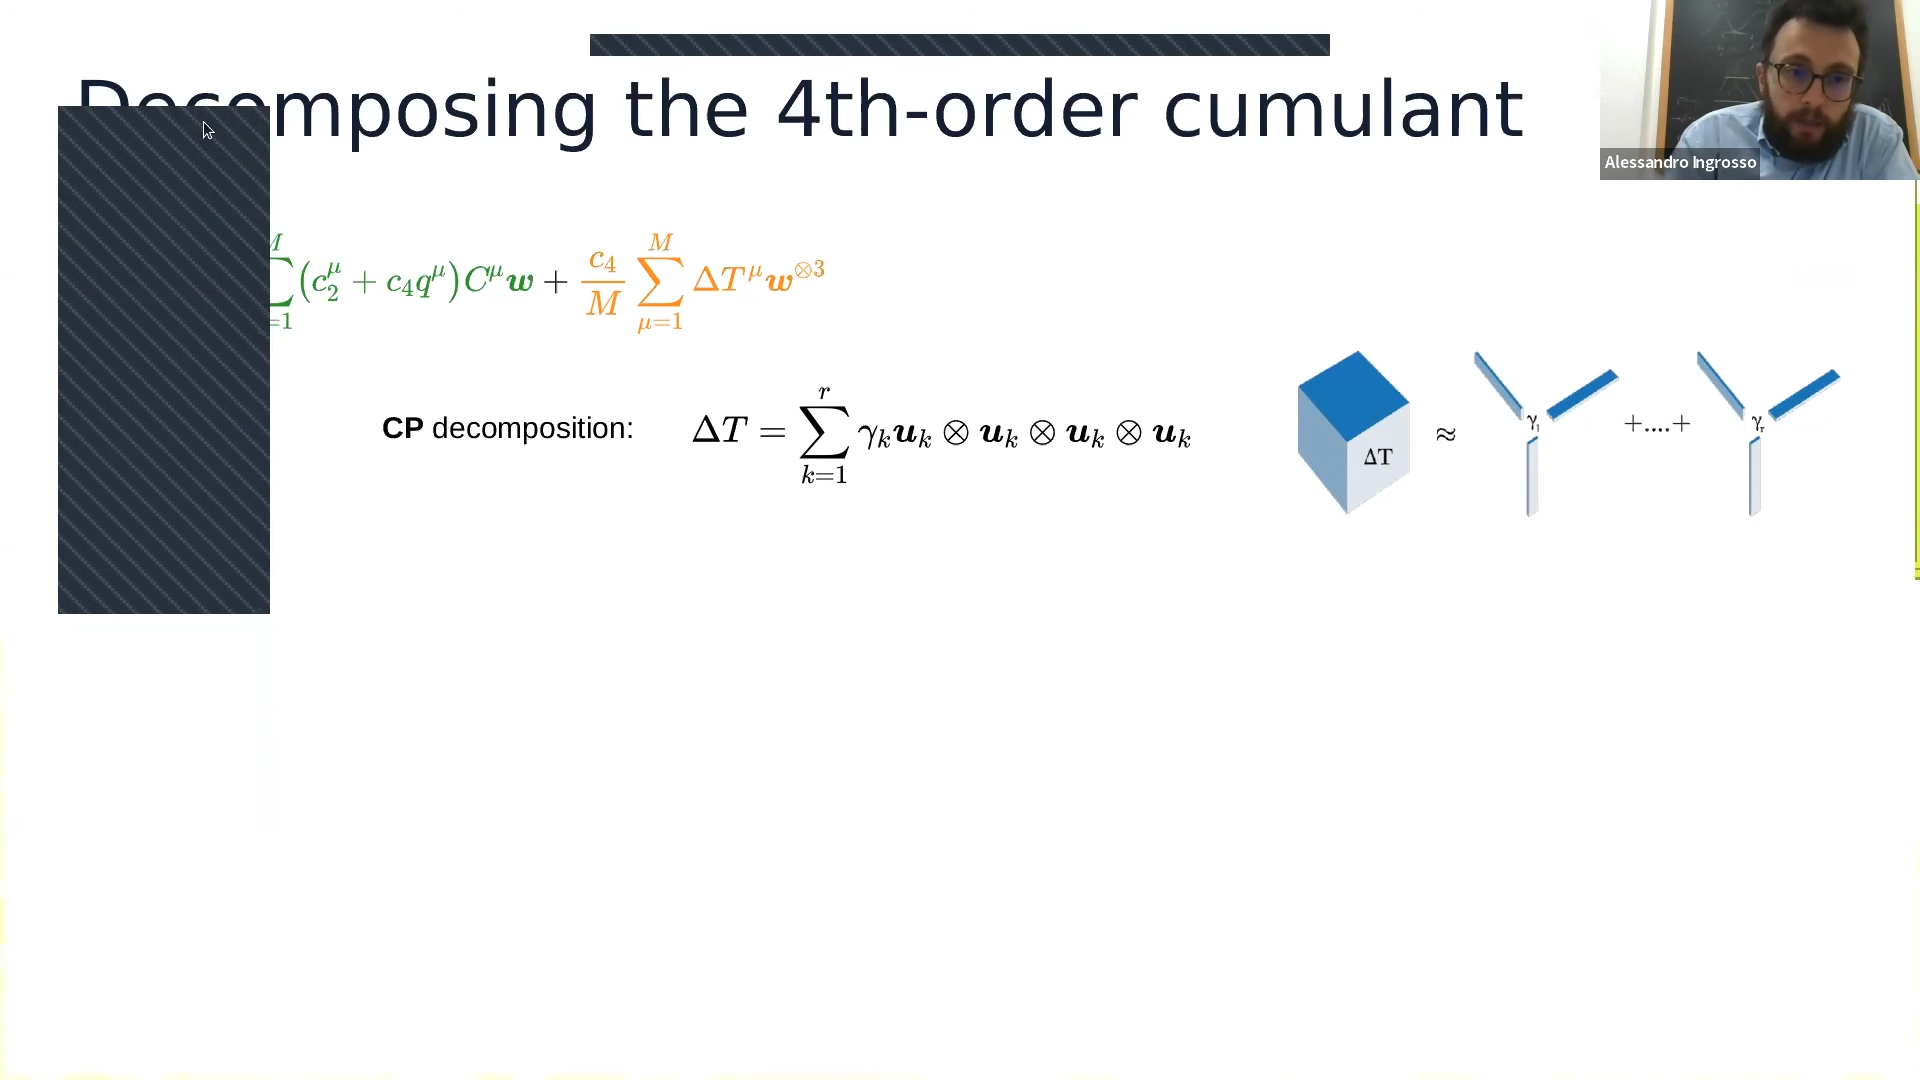 Decomposing the 4th-order cumulant
Alessandro Ingrosso
M M
∑(c₂^μ + c₄q^μ)C^μ w + c₄/M ∑ ΔT^μ w^⊗3
=1 μ=1
CP decomposition: ΔT = ∑_{k=1}^{r} γ_k u_k ⊗ u_k ⊗ u_k ⊗ u_k
ΔT ≈ γ₁ +....+ γᵣ